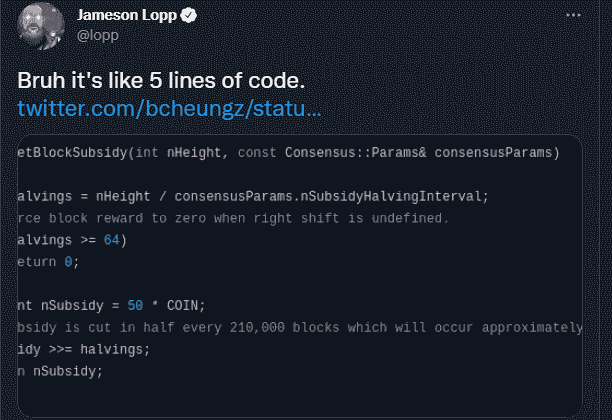 Jameson Lopp
@lopp
Bruh it's like 5 lines of code.
twitter.com/bcheungz/statu...
etBlockSubsidy(int nHeight, const Consensus::Params& consensusParams)
alvings = nHeight / consensusParams.nSubsidyHalvingInterval;
rce block reward to zero when right shift is undefined.
alvings >= 64)
eturn 0;
nt nSubsidy = 50 * COIN;
bsidy is cut in half every 210,000 blocks which will occur approximately
idy >>= halvings;
n nSubsidy;